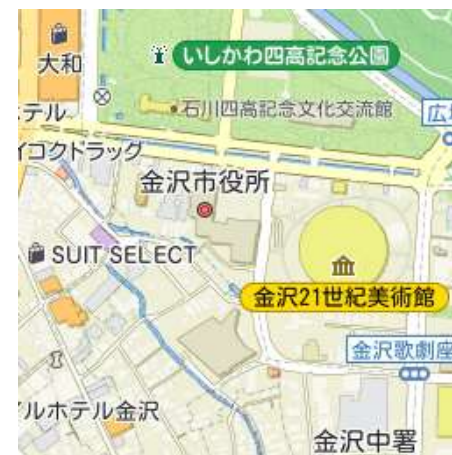 大和
いしかわ四高記念公園
石川四高記念文化交流館
広
テル
イコクドラッグ
金沢市役所
SUIT SELECT
金沢21世紀美術館
金沢歌劇座
イルホテル金沢
金沢中署